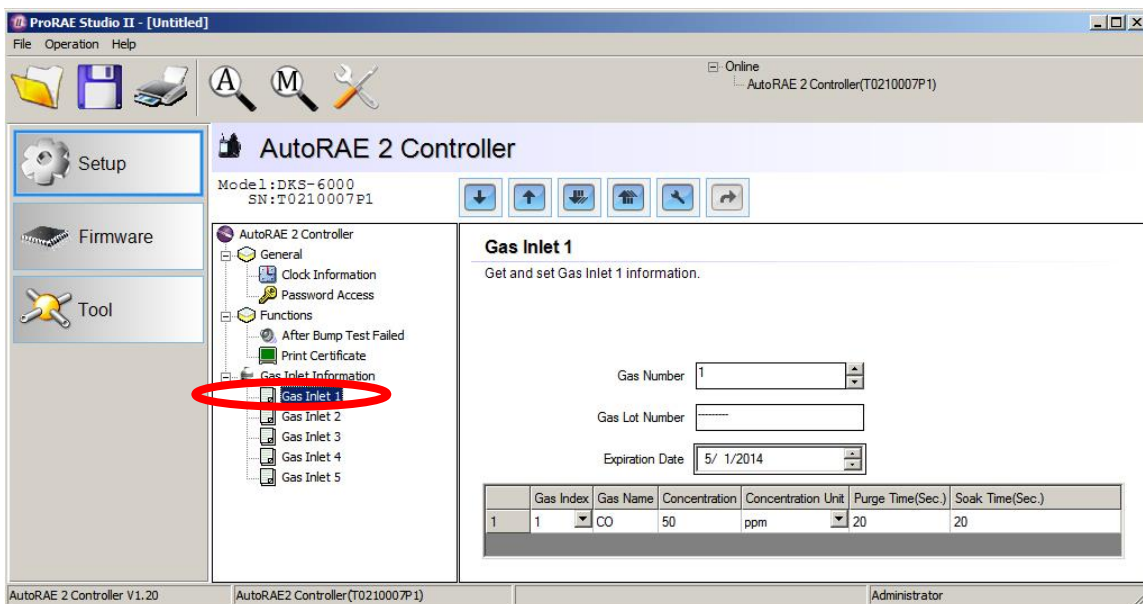 ProRAE Studio II - [Untitled]
File Operation Help
A M
Online
AutoRAE 2 Controller(T0210007P1)
Setup
Firmware
Tool
AutoRAE 2 Controller
Model:DKS-6000
SN:T0210007P1
AutoRAE 2 Controller
General
Clock Information
Password Access
Functions
After Bump Test Failed
Print Certificate
Gas Inlet Information
Gas Inlet 1
Gas Inlet 2
Gas Inlet 3
Gas Inlet 4
Gas Inlet 5
Gas Inlet 1
Get and set Gas Inlet 1 information.
Gas Number 1
Gas Lot Number ---------
Expiration Date 5/ 1/2014
Gas Index Gas Name Concentration Concentration Unit Purge Time(Sec.) Soak Time(Sec.)
1 1 CO 50 ppm 20 20
AutoRAE 2 Controller V1.20 AutoRAE2 Controller(T0210007P1) Administrator